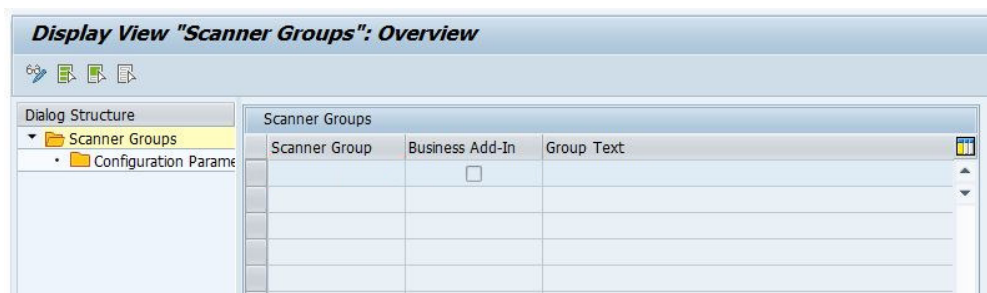 Display View "Scanner Groups": Overview
Dialog Structure
Scanner Groups
Configuration Parame
Scanner Groups
Scanner Group Business Add-In Group Text